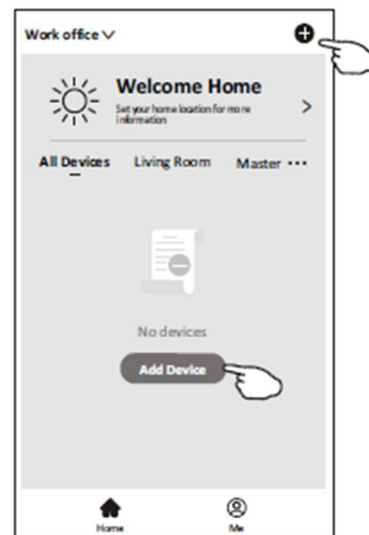 Work office
Welcome Home
Set your home location for more
information
All Devices Living Room Master ...
No devices
Add Device
Home Me